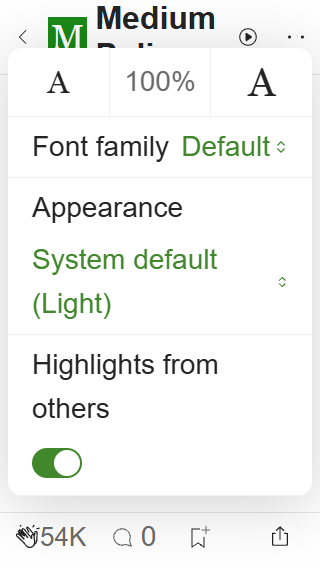 M Medium
A 100% A
Font family Default
Appearance
System default
(Light)
Highlights from
others
54K 0